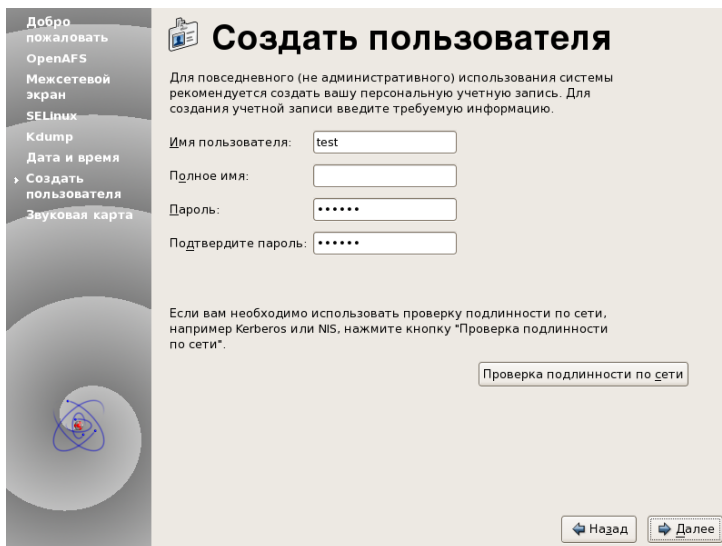 Добро
пожаловать
OpenAFS
Межсетевой
экран
SELinux
Kdump
Дата и время
Создать
пользователя
Звуковая карта
Создать пользователя
Для повседневного (не административного) использования системы
рекомендуется создать вашу персональную учетную запись. Для
создания учетной записи введите требуемую информацию.
Имя пользователя:
test
Полное имя:
Пароль:
••••••
Подтвердите пароль:
••••••
Если вам необходимо использовать проверку подлинности по сети,
например Kerberos или NIS, нажмите кнопку "Проверка подлинности
по сети".
Проверка подлинности по сети
Назад
Далее